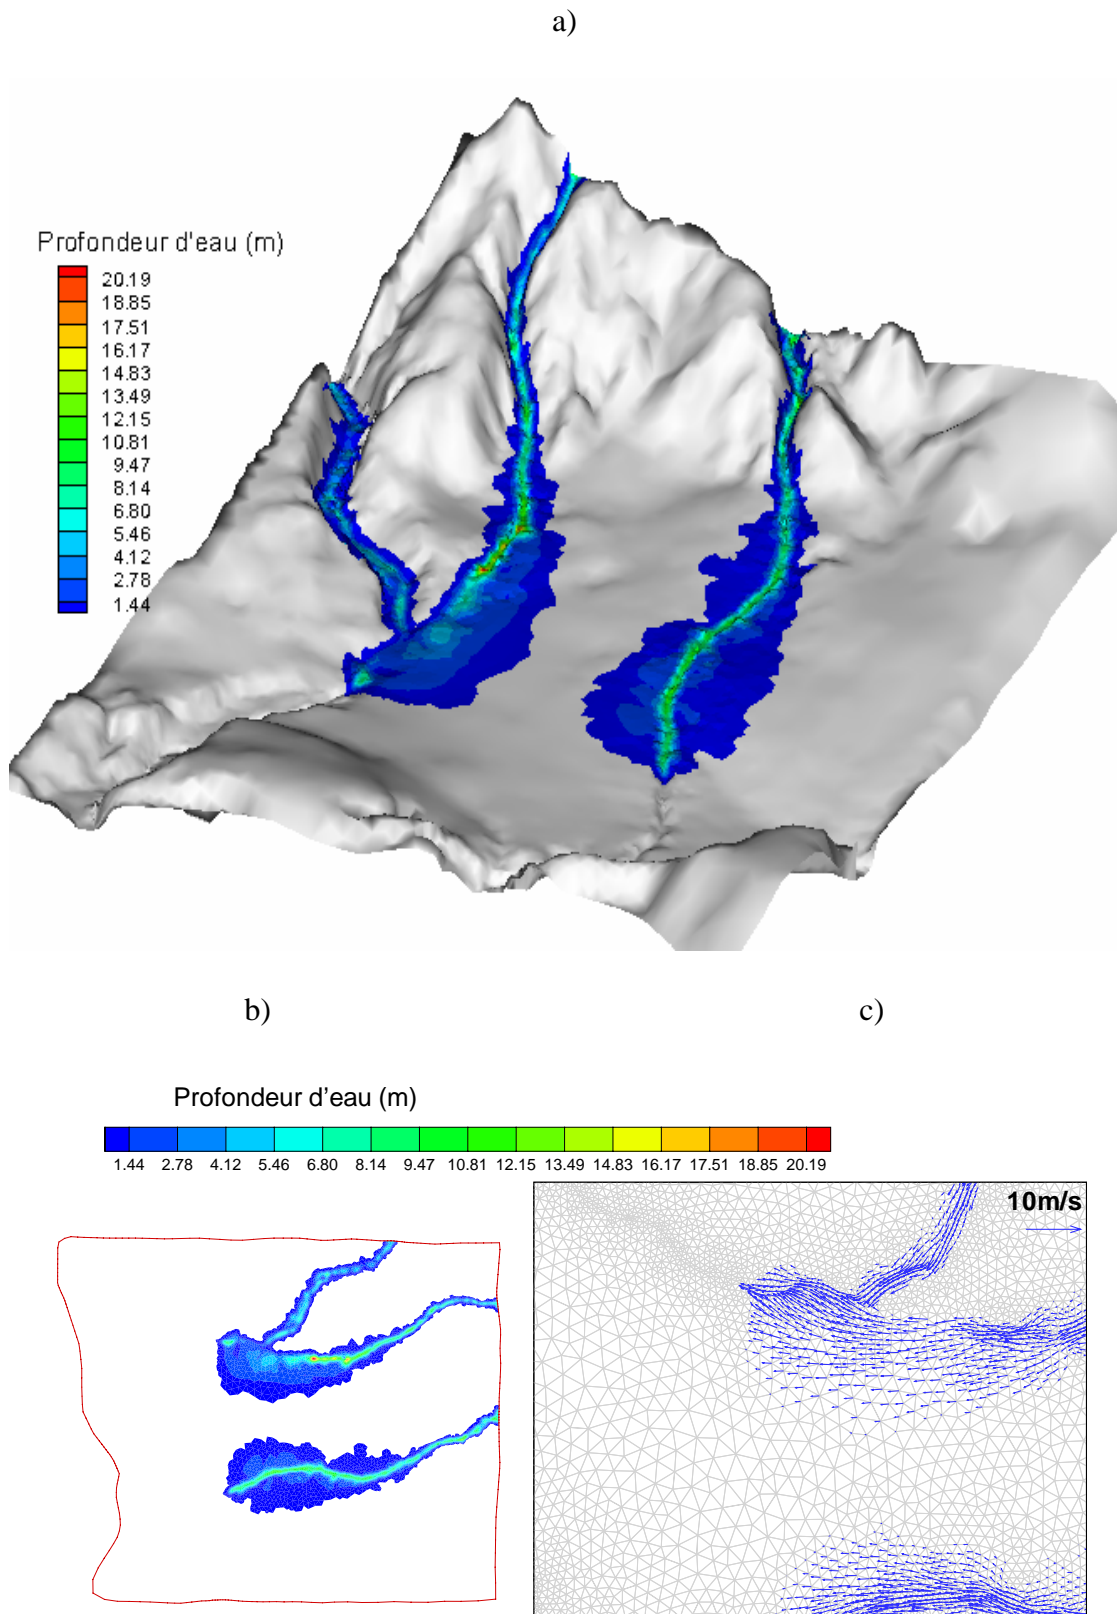 a)
Profondeur d'eau (m)
20.19
18.85
17.51
16.17
14.83
13.49
12.15
10.81
9.47
8.14
6.80
5.46
4.12
2.78
1.44
b)
c)
Profondeur d’eau (m)
1.44 2.78 4.12 5.46 6.80 8.14 9.47 10.81 12.15 13.49 14.83 16.17 17.51 18.85 20.19
10m/s